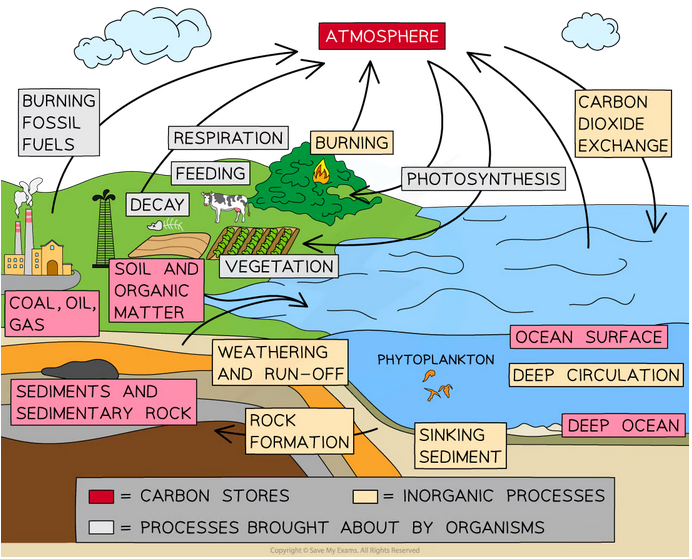 ATMOSPHERE
BURNING
FOSSIL
FUELS
CARBON
DIOXIDE
EXCHANGE
RESPIRATION
BURNING
FEEDING
PHOTOSYNTHESIS
DECAY
VEGETATION
SOIL AND
ORGANIC
MATTER
COAL, OIL,
GAS
OCEAN SURFACE
WEATHERING
AND RUN-OFF
PHYTOPLANKTON
DEEP CIRCULATION
SEDIMENTS AND
SEDIMENTARY ROCK
ROCK
FORMATION
SINKING
SEDIMENT
DEEP OCEAN
= CARBON STORES
= INORGANIC PROCESSES
= PROCESSES BROUGHT ABOUT BY ORGANISMS
Copyright © Save My Exams. All Rights Reserved